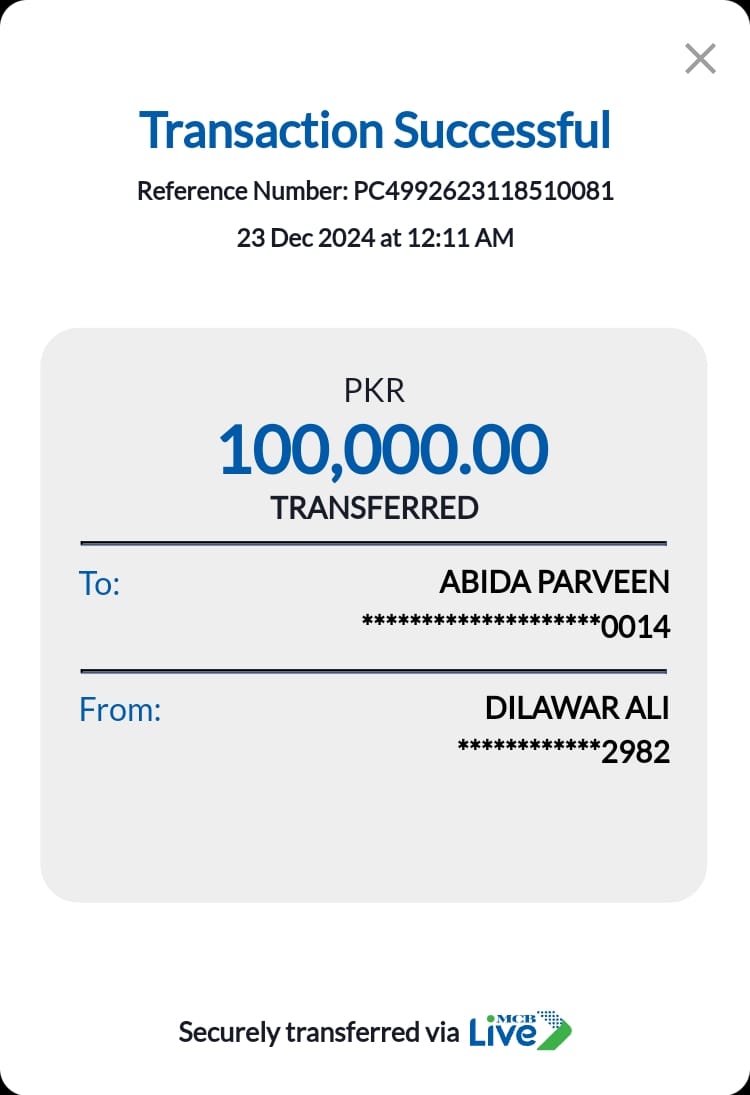 Transaction Successful
Reference Number: PC4992623118510081
23 Dec 2024 at 12:11 AM
PKR
100,000.00
TRANSFERRED
To: ABIDA PARVEEN
********************0014
From: DILAWAR ALI
************2982
Securely transferred via MCB Live